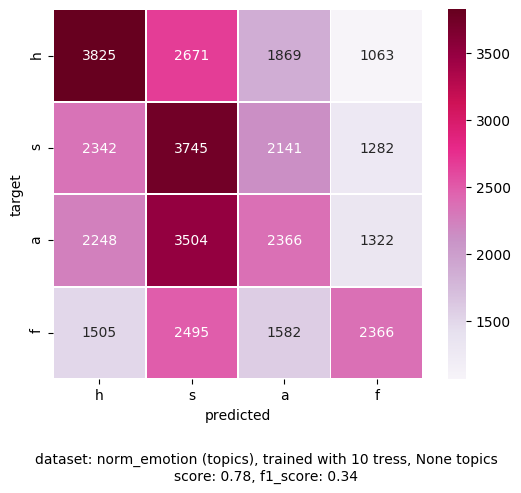 h 3825 2671 1869 1063
s 2342 3745 2141 1282
a 2248 3504 2366 1322
f 1505 2495 1582 2366
h s a f
target
predicted
3500
3000
2500
2000
1500
dataset: norm_emotion (topics), trained with 10 tress, None topics
score: 0.78, f1_score: 0.34